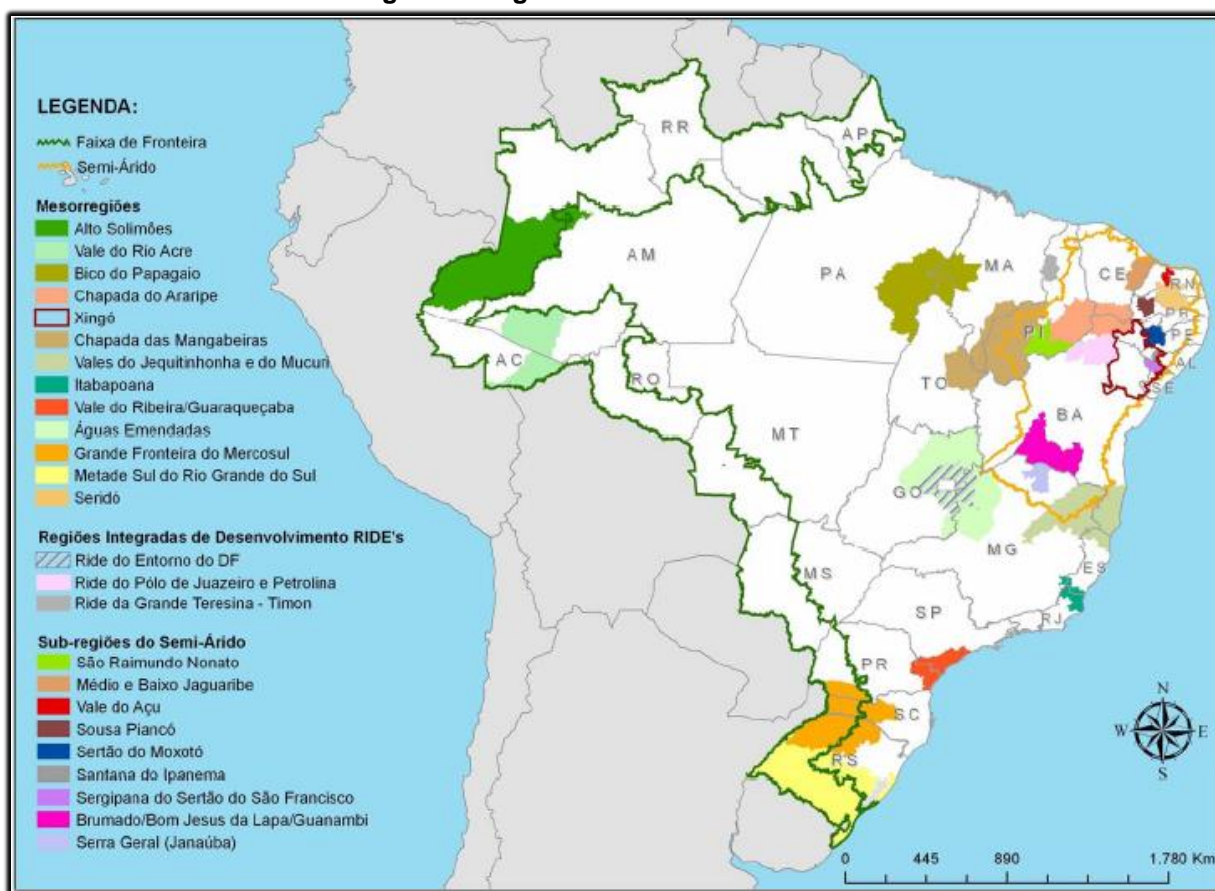 LEGENDA:
Faixa de Fronteira
Semi-Árido
Mesorregiões
Alto Solimões
Vale do Rio Acre
Bico do Papagaio
Chapada do Araripe
Xingó
Chapada das Mangabeiras
Vales do Jequitinhonha e do Mucuri
Itabapoana
Vale do Ribeira/Guaraqueçaba
Águas Emendadas
Grande Fronteira do Mercosul
Metade Sul do Rio Grande do Sul
Seridó
Regiões Integradas de Desenvolvimento RIDE's
Ride do Entorno do DF
Ride do Pólo de Juazeiro e Petrolina
Ride da Grande Teresina - Timon
Sub-regiões do Semi-Árido
São Raimundo Nonato
Médio e Baixo Jaguaribe
Vale do Açu
Sousa Piancó
Sertão do Moxotó
Santana do Ipanema
Sergipana do Sertão do São Francisco
Brumado/Bom Jesus da Lapa/Guanambi
Serra Geral (Janaúba)
RR
AP
AM
PA
MA
CE
RN
PI
AL
SE
AC
RO
TO
BA
MT
GO
MG
ES
MS
SP
RJ
PR
SC
RS
N
W
E
S
0 445 890 1.780 Km